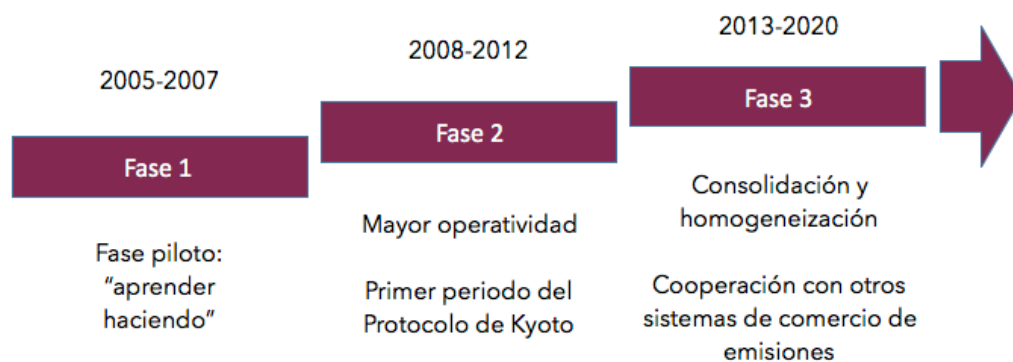 2005-2007
Fase 1
Fase piloto:
“aprender
haciendo”
2008-2012
Fase 2
Mayor operatividad
Primer periodo del
Protocolo de Kyoto
2013-2020
Fase 3
Consolidación y
homogeneización
Cooperación con otros
sistemas de comercio de
emisiones